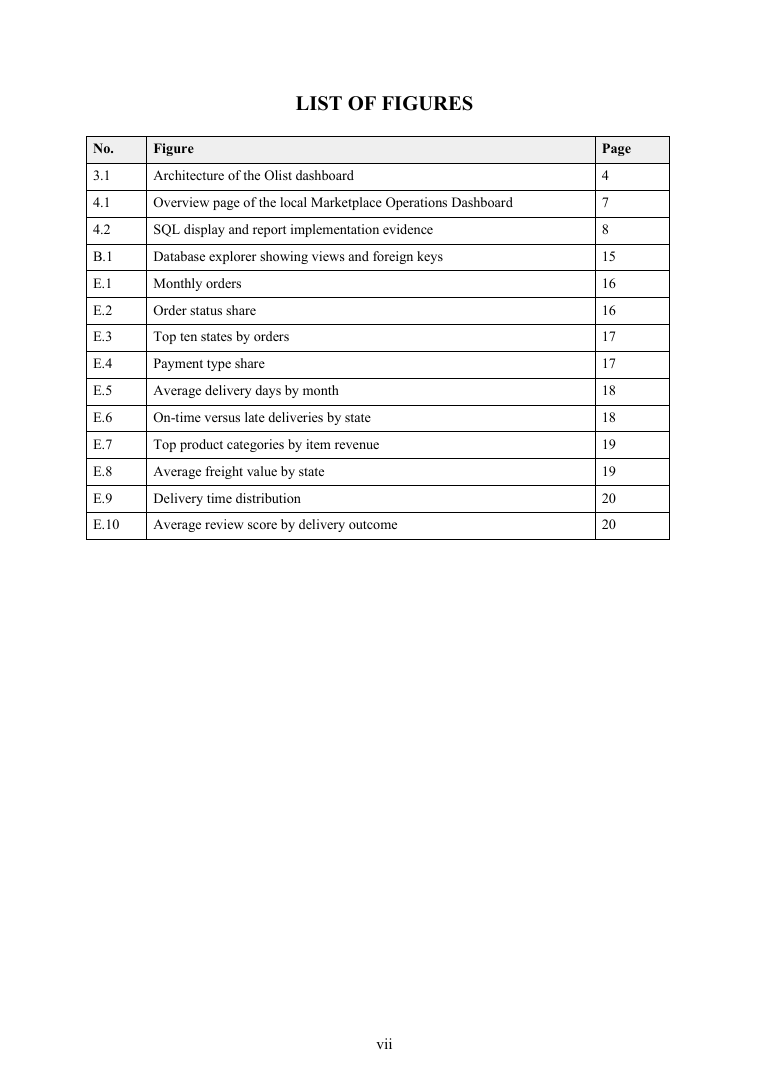 LIST OF FIGURES
No. Figure Page
3.1 Architecture of the Olist dashboard 4
4.1 Overview page of the local Marketplace Operations Dashboard 7
4.2 SQL display and report implementation evidence 8
B.1 Database explorer showing views and foreign keys 15
E.1 Monthly orders 16
E.2 Order status share 16
E.3 Top ten states by orders 17
E.4 Payment type share 17
E.5 Average delivery days by month 18
E.6 On-time versus late deliveries by state 18
E.7 Top product categories by item revenue 19
E.8 Average freight value by state 19
E.9 Delivery time distribution 20
E.10 Average review score by delivery outcome 20
vii